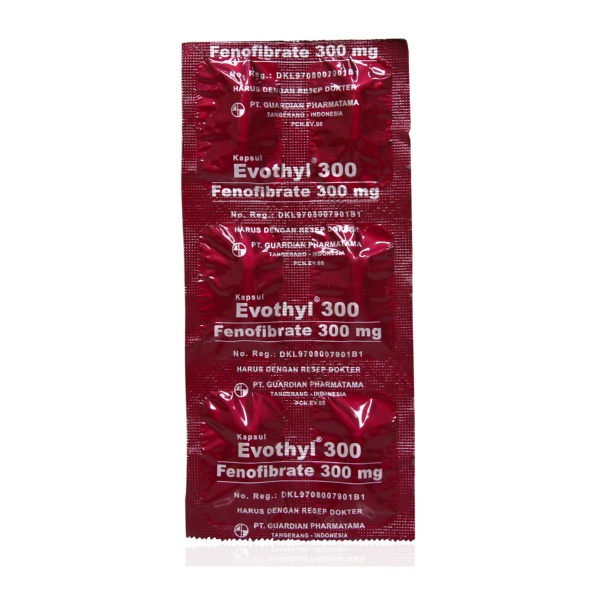 Fenofibrate 300 mg
No. Reg.: DKL9708007901B1
HARUS DENGAN RESEP DOKTER
PT. GUARDIAN PHARMATAMA
TANGERANG - INDONESIA
PCN.EV.05
Kapsul
Evothyl® 300
Fenofibrate 300 mg
No. Reg.: DKL9708007901B1
HARUS DENGAN RESEP DOKTER
PT. GUARDIAN PHARMATAMA
TANGERANG - INDONESIA
PCN.EV.05
Kapsul
Evothyl® 300
Fenofibrate 300 mg
No. Reg.: DKL9708007901B1
HARUS DENGAN RESEP DOKTER
PT. GUARDIAN PHARMATAMA
TANGERANG - INDONESIA
PCN.EV.05
Kapsul
Evothyl® 300
Fenofibrate 300 mg
No. Reg.: DKL9708007901B1
HARUS DENGAN RESEP DOKTER
PT. GUARDIAN PHARMATAMA
TANGERANG - INDONESIA